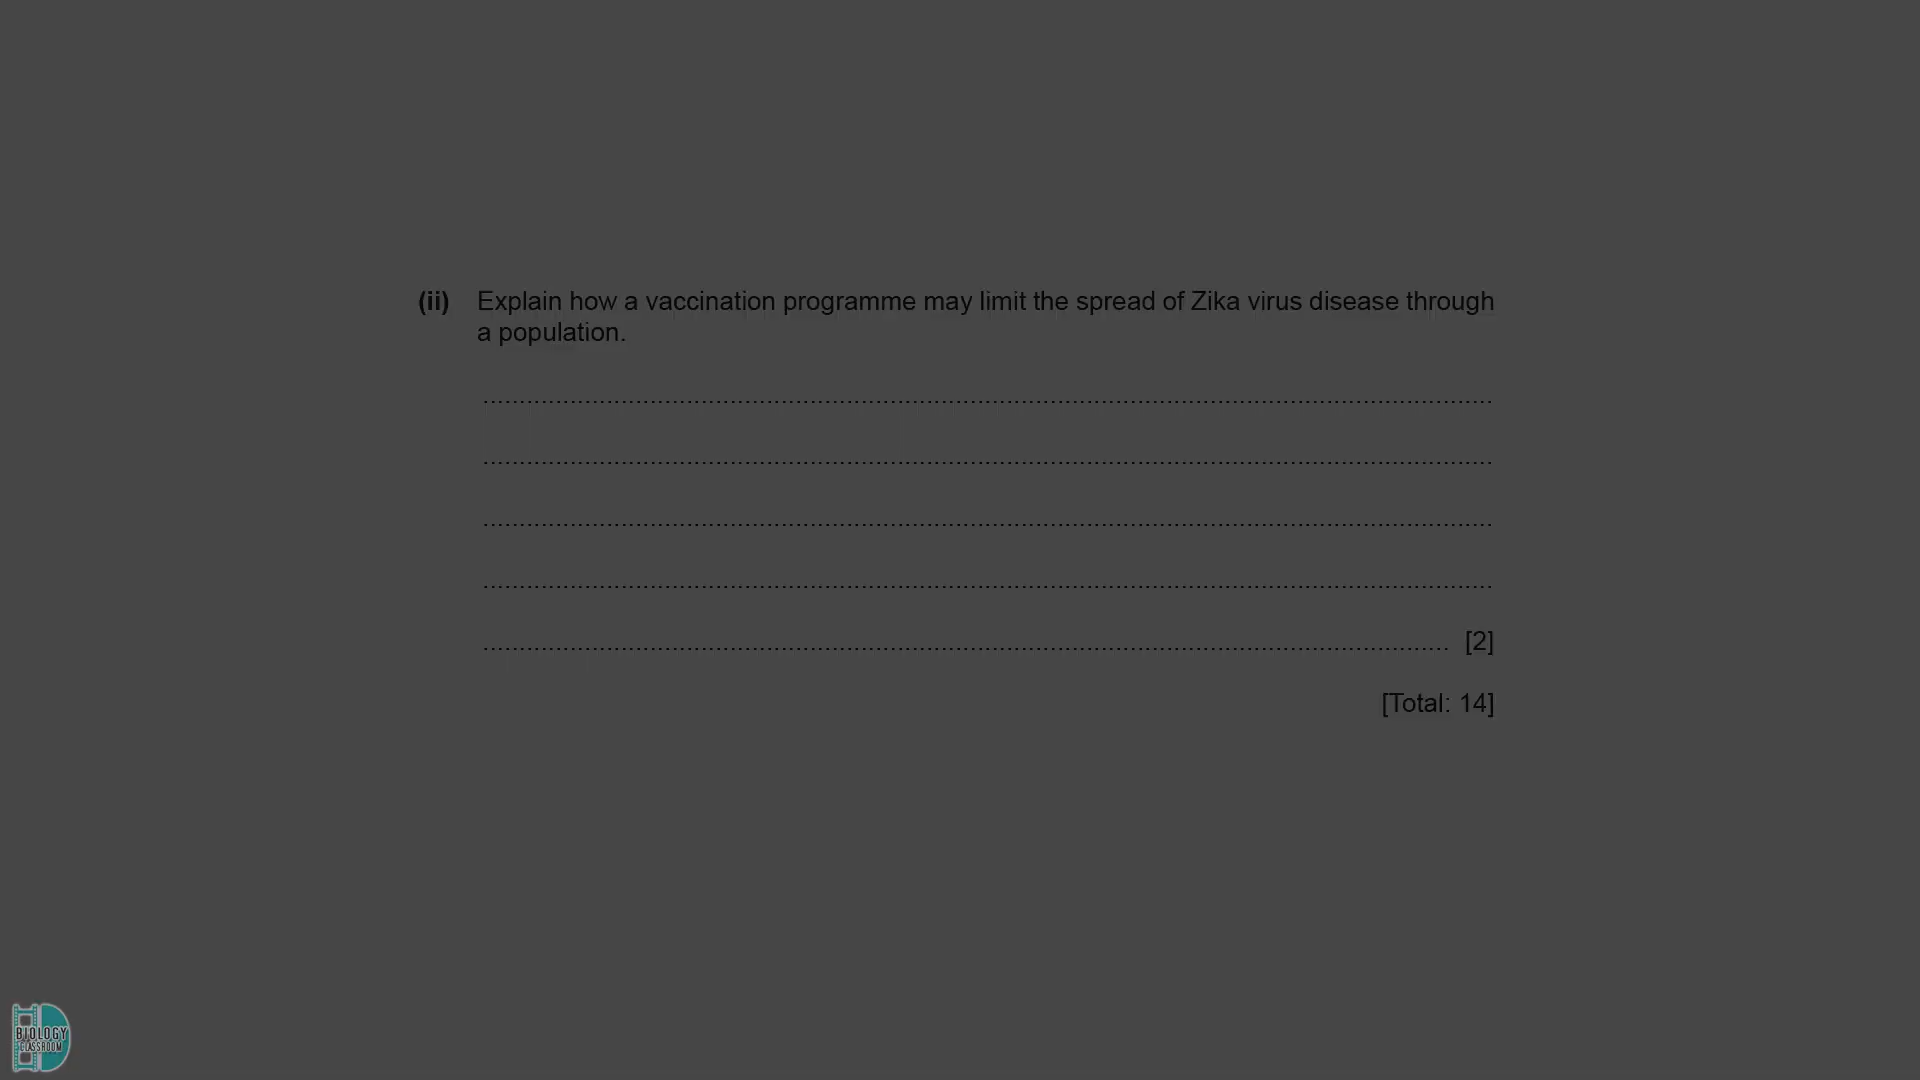 (ii) Explain how a vaccination programme may limit the spread of Zika virus disease through
a population.
..........................................................................................................................................
..........................................................................................................................................
..........................................................................................................................................
..........................................................................................................................................
.................................................................................................................................... [2]
[Total: 14]
BIOLOGY
CLASSROOM